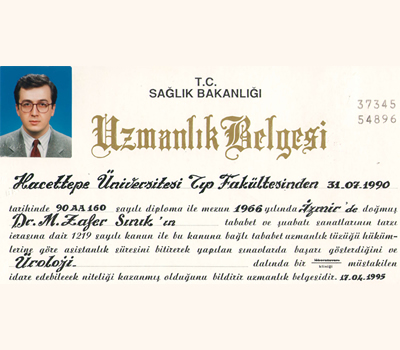 T.C.
SAĞLIK BAKANLIĞI
37345
54896
Uzmanlık Belgesi
Hacettepe Üniversitesi Tıp Fakültesinden 31.07.1990
tarihinde 90 AA 160 sayılı diploma ile mezun 1966 yılında İzmir'de doğmuş
Dr. M. Zafer Sınık'ın tababet ve şuabatı sanatlarının tarzı
icrasına dair 1219 sayılı kanun ile bu kanuna bağlı tababet uzmanlık tüzüğü hüküm-
lerine göre asistanlık süresini bitirerek yapılan sınavlarda başarı gösterdiğini ve
Üroloji dalında bir müstakilen
idare edebilecek niteliği kazanmış olduğunu bildirir uzmanlık belgesidir. 17.04.1995